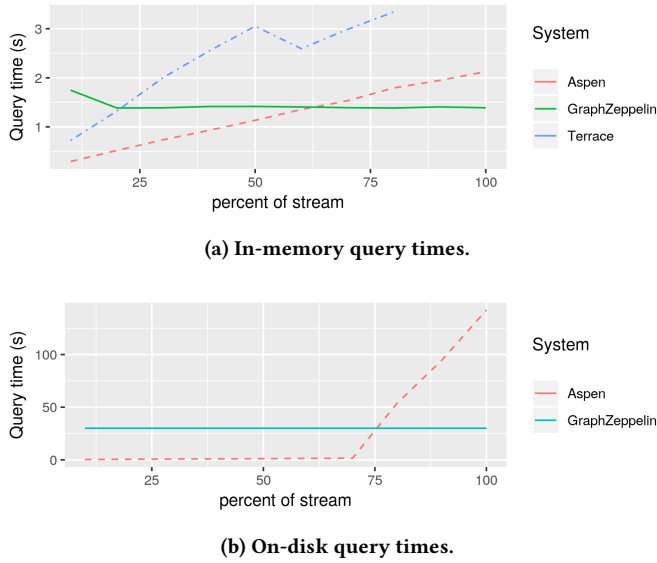 Query time (s)
3
2
1
25
50
75
100
percent of stream
System
Aspen
GraphZeppelin
Terrace
(a) In-memory query times.
Query time (s)
100
50
0
25
50
75
100
percent of stream
System
Aspen
GraphZeppelin
(b) On-disk query times.